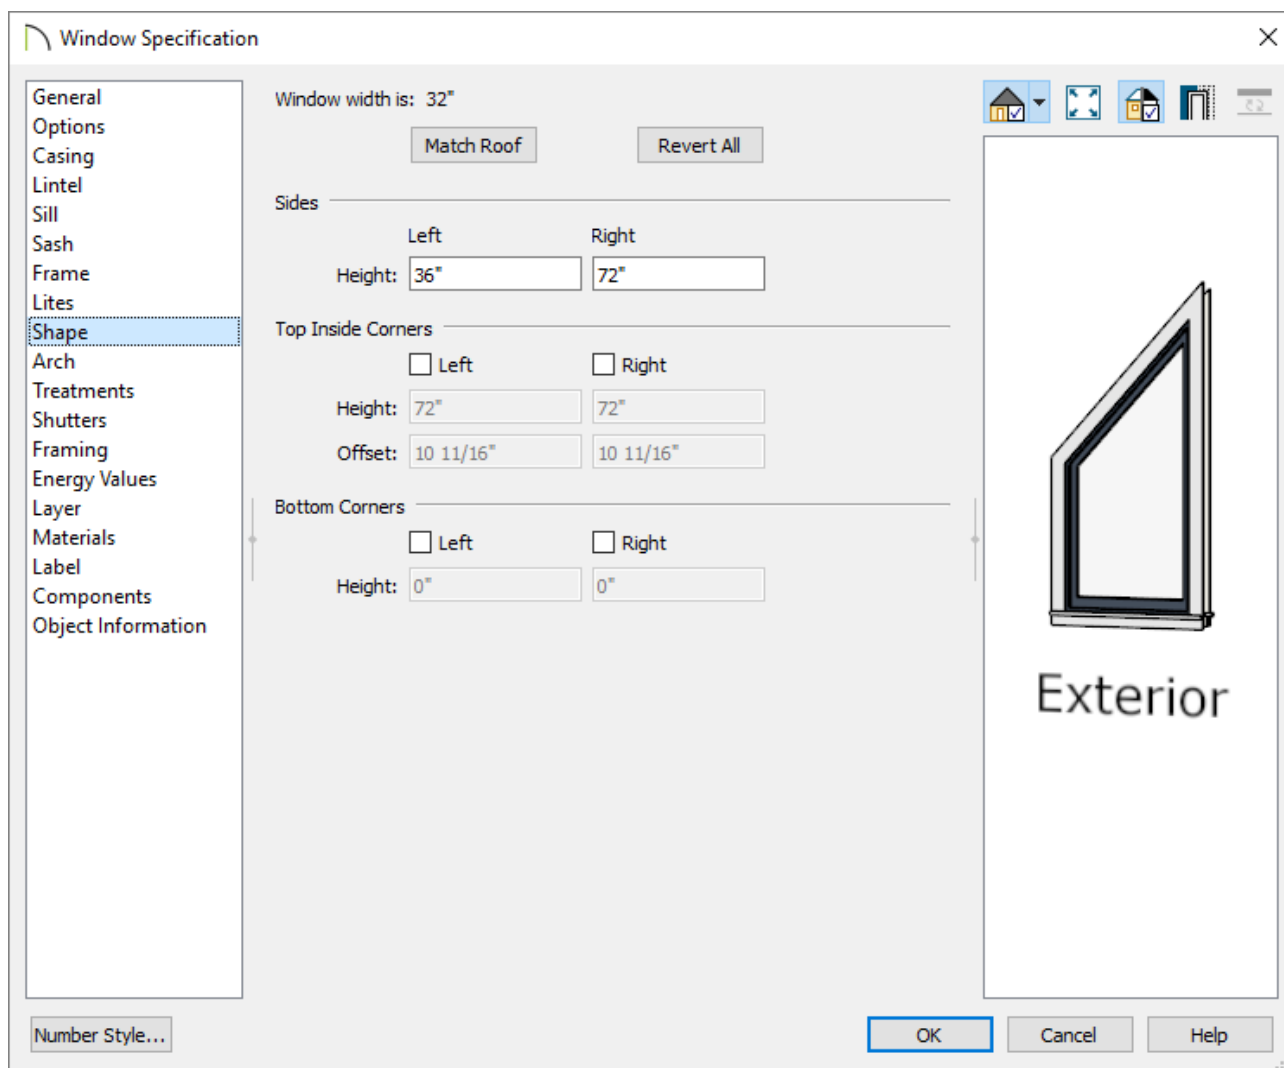 Window Specification
General
Options
Casing
Lintel
Sill
Sash
Frame
Lites
Shape
Arch
Treatments
Shutters
Framing
Energy Values
Layer
Materials
Label
Components
Object Information
Window width is: 32"
Match Roof Revert All
Sides
Left Right
Height: 36" 72"
Top Inside Corners
Left Right
Height: 72" 72"
Offset: 10 11/16" 10 11/16"
Bottom Corners
Left Right
Height: 0" 0"
Exterior
Number Style... OK Cancel Help